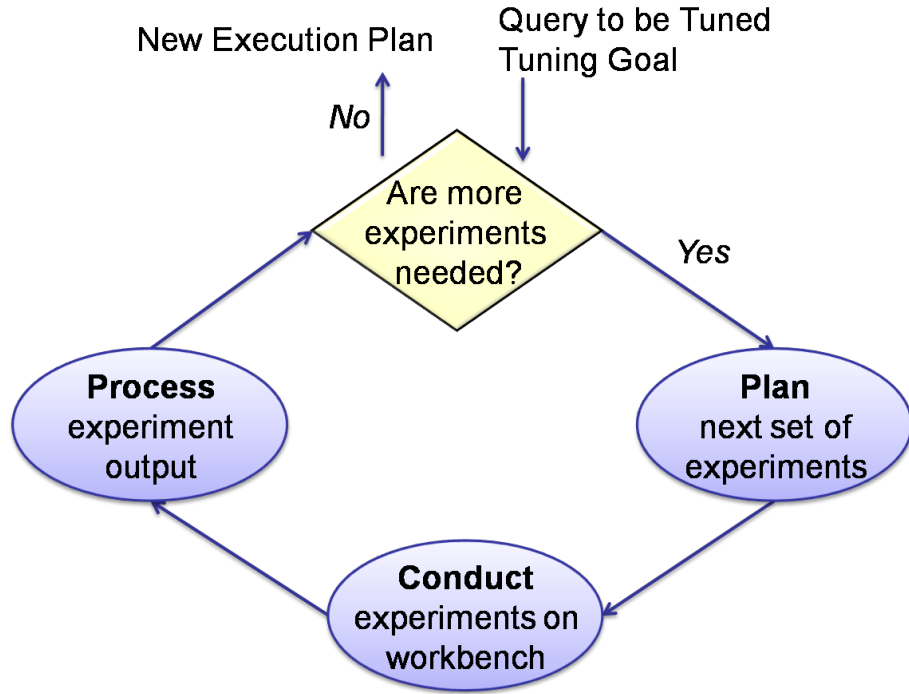 New Execution Plan
Query to be Tuned
Tuning Goal
No
Are more
experiments
needed?
Yes
Process
experiment
output
Plan
next set of
experiments
Conduct
experiments on
workbench